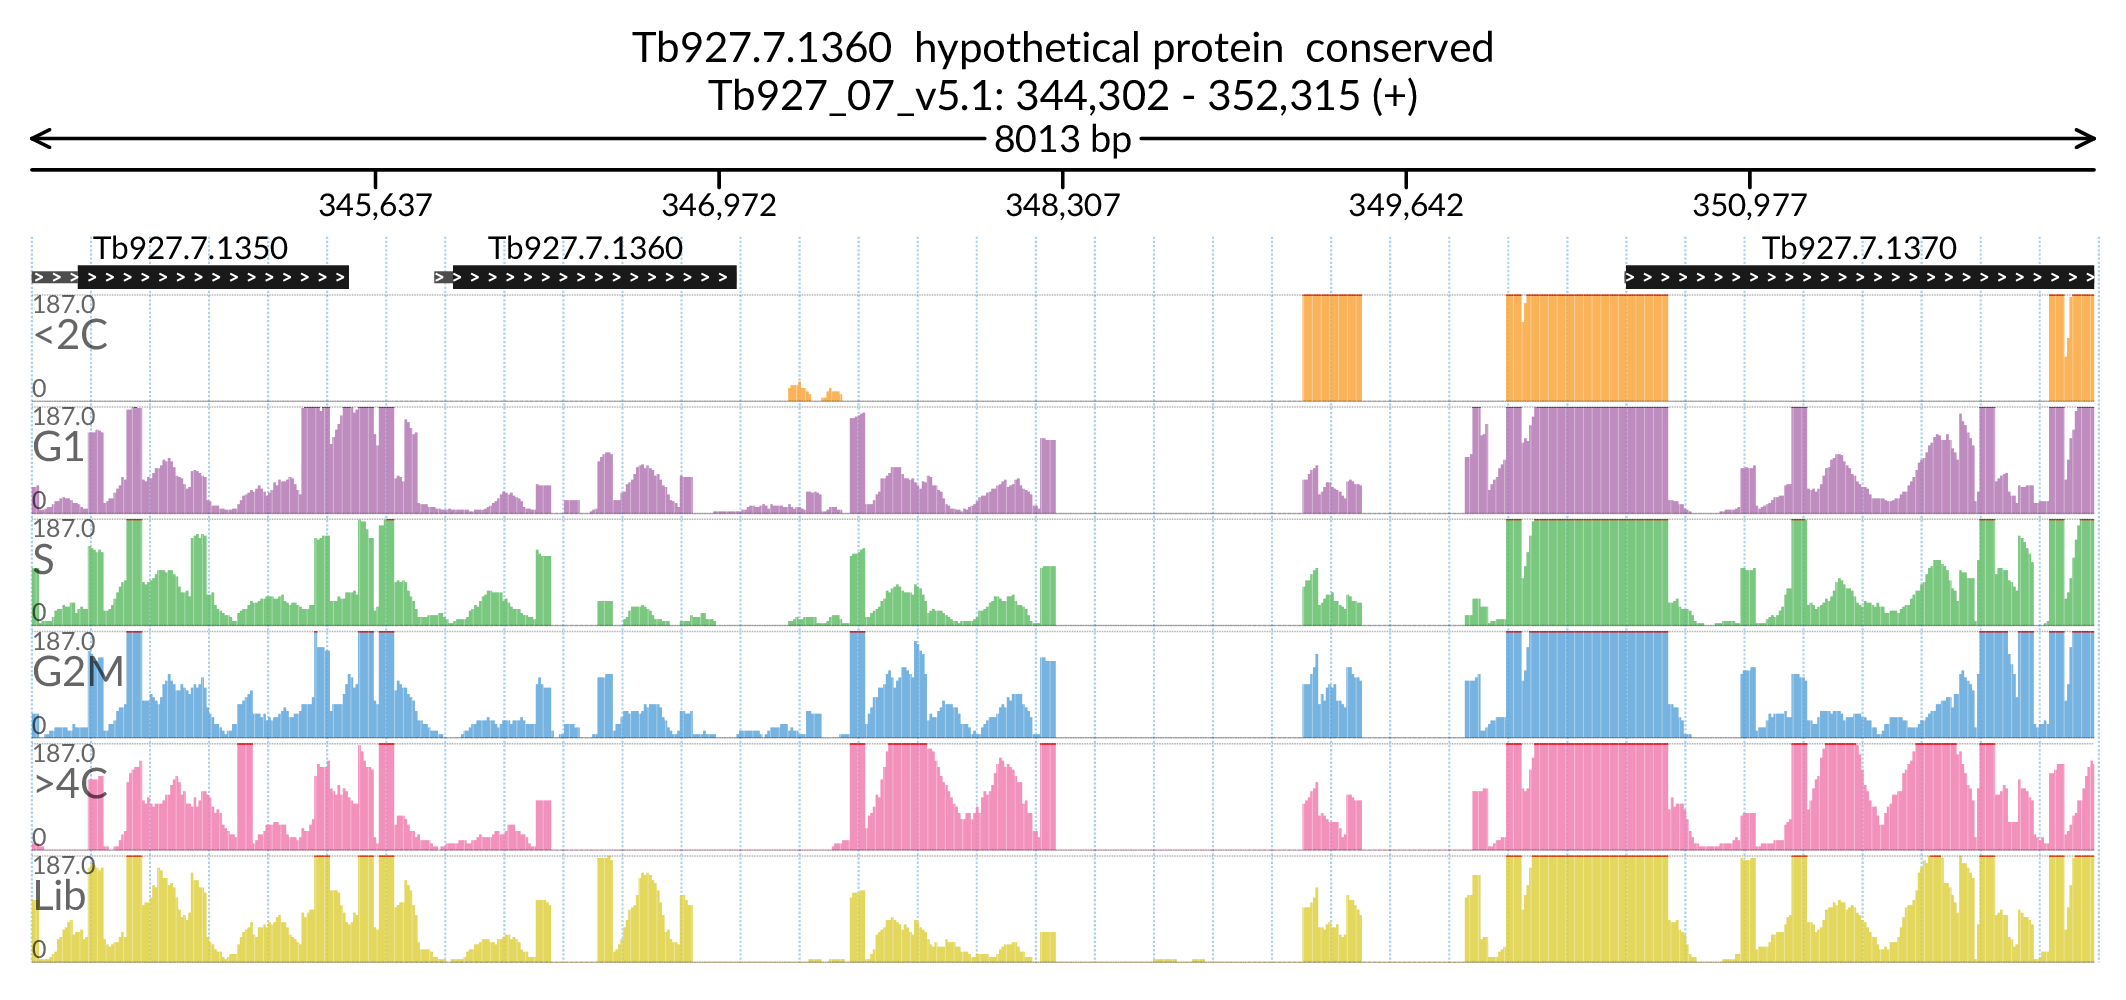 Tb927.7.1360 hypothetical protein conserved
Tb927_07_v5.1: 344,302 - 352,315 (+)
8013 bp
345,637 346,972 348,307 349,642 350,977
Tb927.7.1350 Tb927.7.1360 Tb927.7.1370
187.0
<2C
0
187.0
G1
0
187.0
S
0
187.0
G2M
0
187.0
>4C
0
187.0
Lib
0